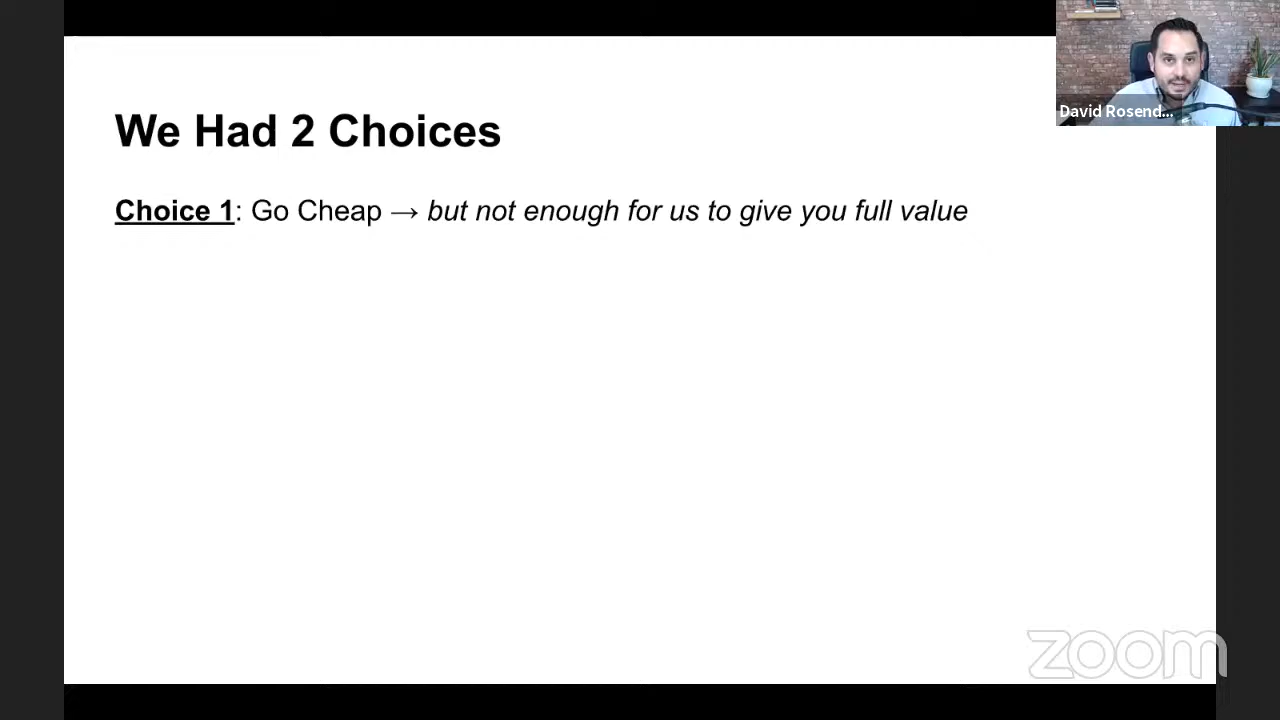 David Rosend...
We Had 2 Choices
Choice 1: Go Cheap → but not enough for us to give you full value
zoom